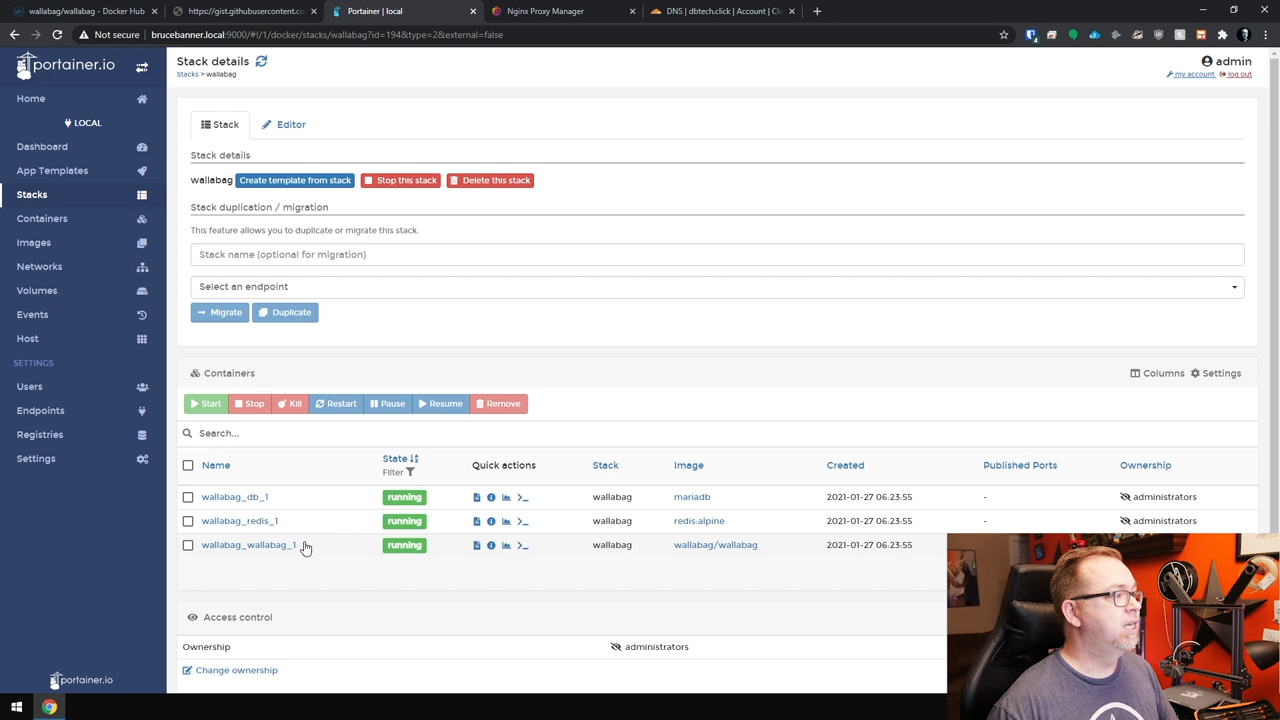 wallabag/wallabag - Docker Hub
https://gist.githubusercontent.co
Portainer | local
Nginx Proxy Manager
DNS | dbtech.click | Account | Clo
Not secure
brucebanner.local:9000/#!/1/docker/stacks/wallabag?id=194&type=2&external=false
portainer.io
Stack details
admin
Stacks > wallabag
my account
log out
Home
LOCAL
Dashboard
App Templates
Stacks
Containers
Images
Networks
Volumes
Events
Host
SETTINGS
Users
Endpoints
Registries
Settings
portainer.io
Stack
Editor
Stack details
wallabag
Create template from stack
Stop this stack
Delete this stack
Stack duplication / migration
This feature allows you to duplicate or migrate this stack.
Stack name (optional for migration)
Select an endpoint
Migrate
Duplicate
Containers
Columns
Settings
Start
Stop
Kill
Restart
Pause
Resume
Remove
Search...
Name
State
Filter
Quick actions
Stack
Image
Created
Published Ports
Ownership
wallabag_db_1 running wallabag mariadb 2021-01-27 06:23:55 - administrators
wallabag_redis_1 running wallabag redis:alpine 2021-01-27 06:23:55 - administrators
wallabag_wallabag_1 running wallabag wallabag/wallabag 2021-01-27 06:23:55
Access control
Ownership administrators
Change ownership